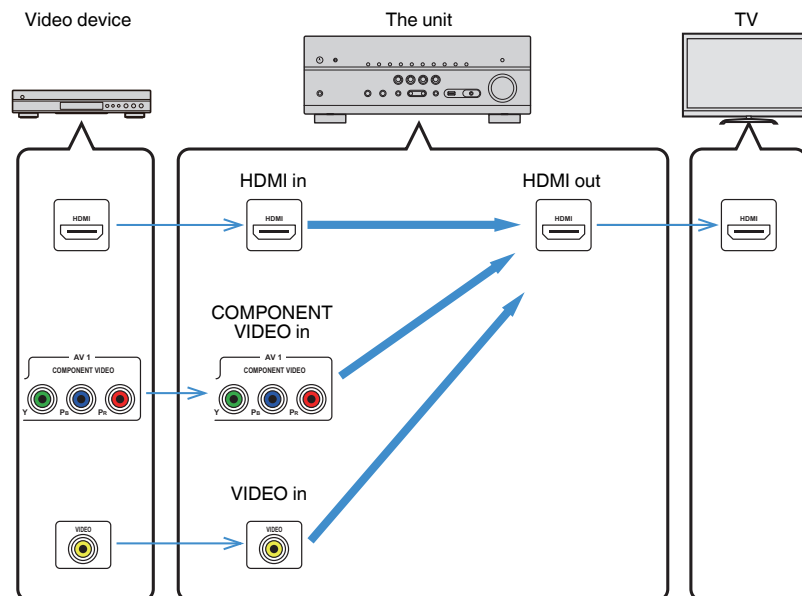 Video device
The unit
TV
HDMI in
HDMI out
HDMI
HDMI
HDMI
HDMI
COMPONENT
VIDEO in
AV 1
COMPONENT VIDEO
Y PB PR
AV 1
COMPONENT VIDEO
Y PB PR
VIDEO in
VIDEO
VIDEO